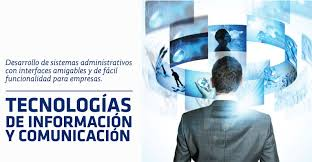 Desarrollo de sistemas administrativos
con interfaces amigables y de fácil
funcionalidad para empresas.
TECNOLOGÍAS
DE INFORMACIÓN
Y COMUNICACIÓN